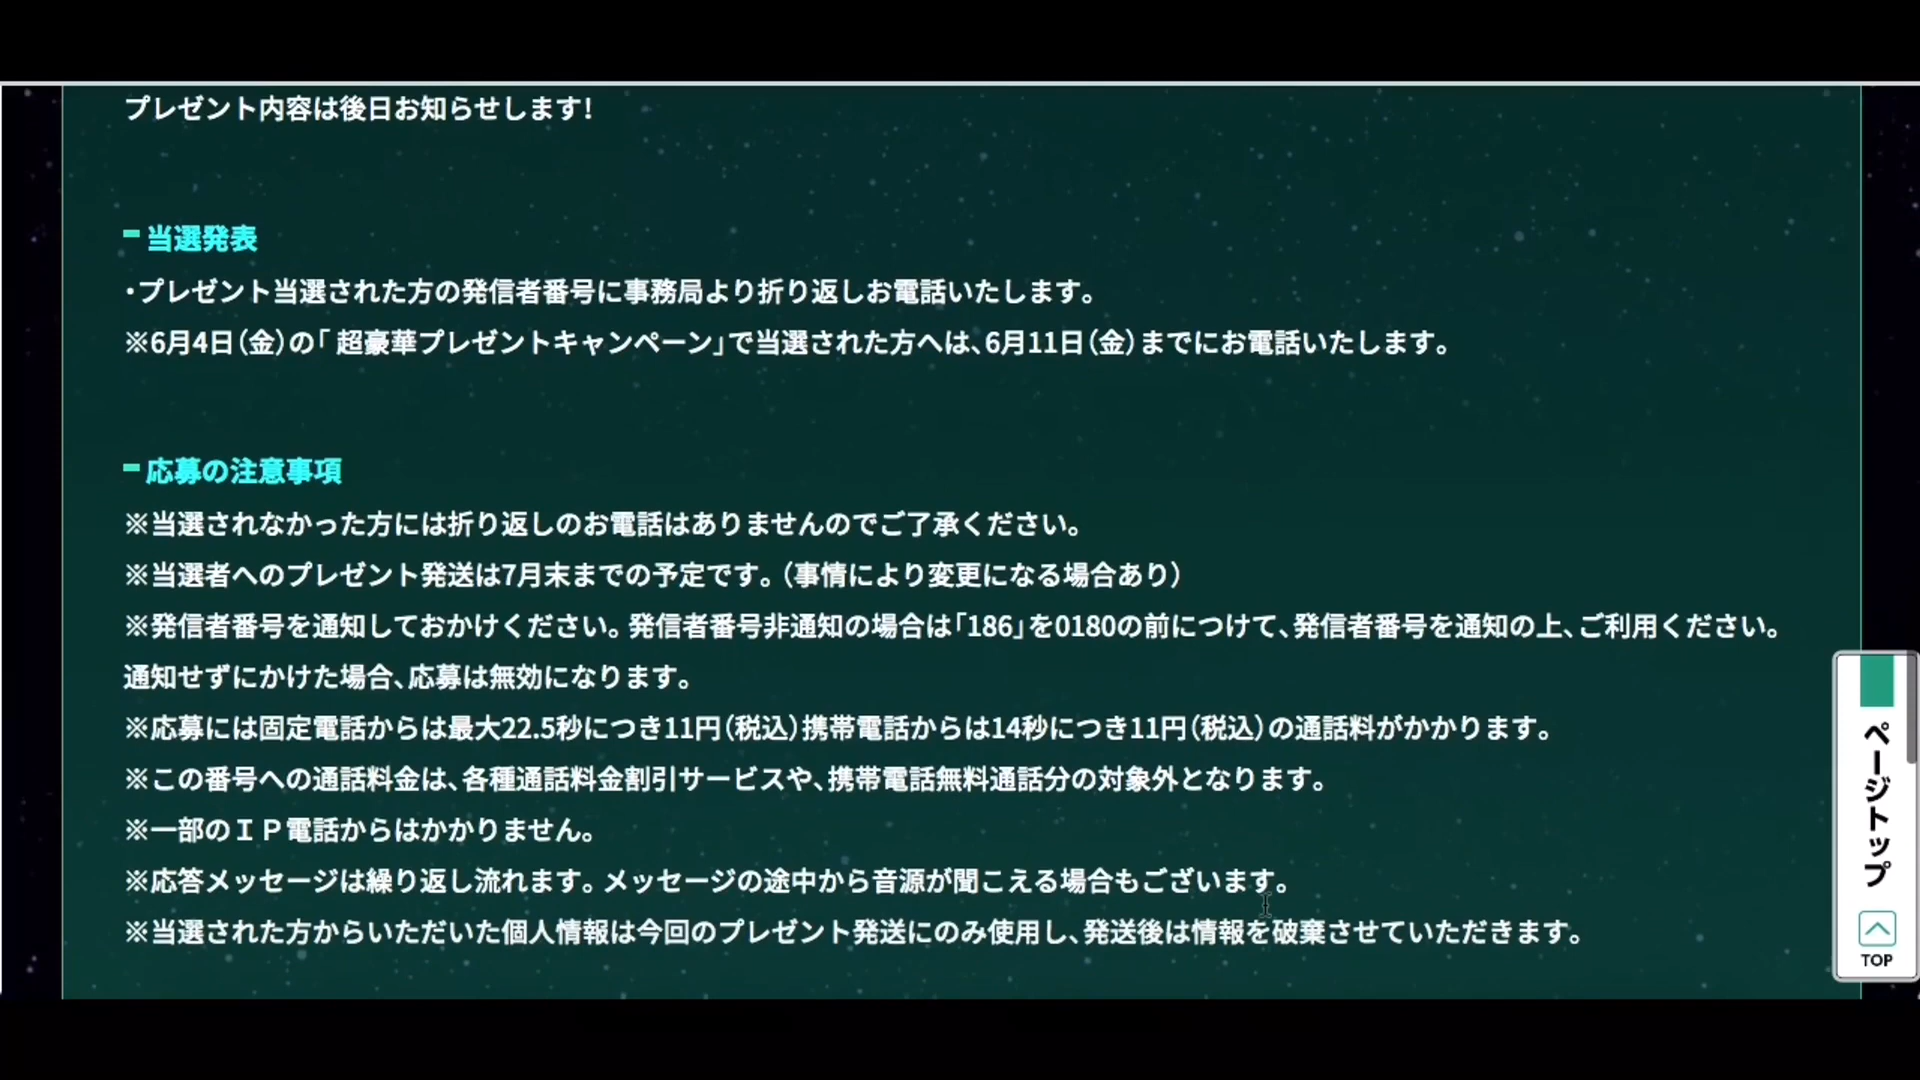 プレゼント内容は後日お知らせします!
当選発表
・プレゼント当選された方の発信者番号に事務局より折り返しお電話いたします。
※6月4日(金)の「 超豪華プレゼントキャンペーン」で当選された方へは、6月11日(金)までにお電話いたします。
応募の注意事項
※当選されなかった方には折り返しのお電話はありませんのでご了承ください。
※当選者へのプレゼント発送は7月末までの予定です。(事情により変更になる場合あり)
※発信者番号を通知しておかけください。発信者番号非通知の場合は「186」を0180の前につけて、発信者番号を通知の上、ご利用ください。
通知せずにかけた場合、応募は無効になります。
※応募には固定電話からは最大22.5秒につき11円(税込)携帯電話からは14秒につき11円(税込)の通話料がかかります。
※この番号への通話料金は、各種通話料金割引サービスや、携帯電話無料通話分の対象外となります。
※一部のIP電話からはかかりません。
※応答メッセージは繰り返し流れます。メッセージの途中から音源が聞こえる場合もございます。
※当選された方からいただいた個人情報は今回のプレゼント発送にのみ使用し、発送後は情報を破棄させていただきます。
ページトップ
TOP